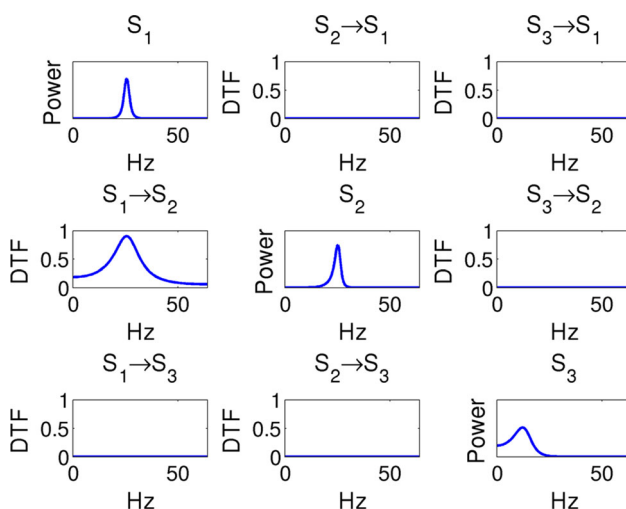 S₁ S₂→S₁ S₃→S₁
Power DTF 1 0.5 0 DTF 1 0.5 0
0 50 0 50 0 50
Hz Hz Hz
S₁→S₂ S₂ S₃→S₂
DTF 1 0.5 0 Power DTF 1 0.5 0
0 50 0 50 0 50
Hz Hz Hz
S₁→S₃ S₂→S₃ S₃
DTF 1 0.5 0 DTF 1 0.5 0 Power
0 50 0 50 0 50
Hz Hz Hz